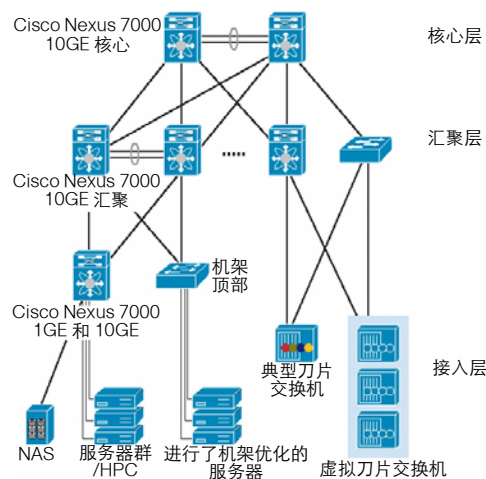 Cisco Nexus 7000
10GE 核心
核心层
汇聚层
Cisco Nexus 7000
10GE 汇聚
机架
顶部
Cisco Nexus 7000
1GE 和 10GE
典型刀片
交换机
接入层
NAS
服务器群
/HPC
进行了机架优化的
服务器
虚拟刀片交换机